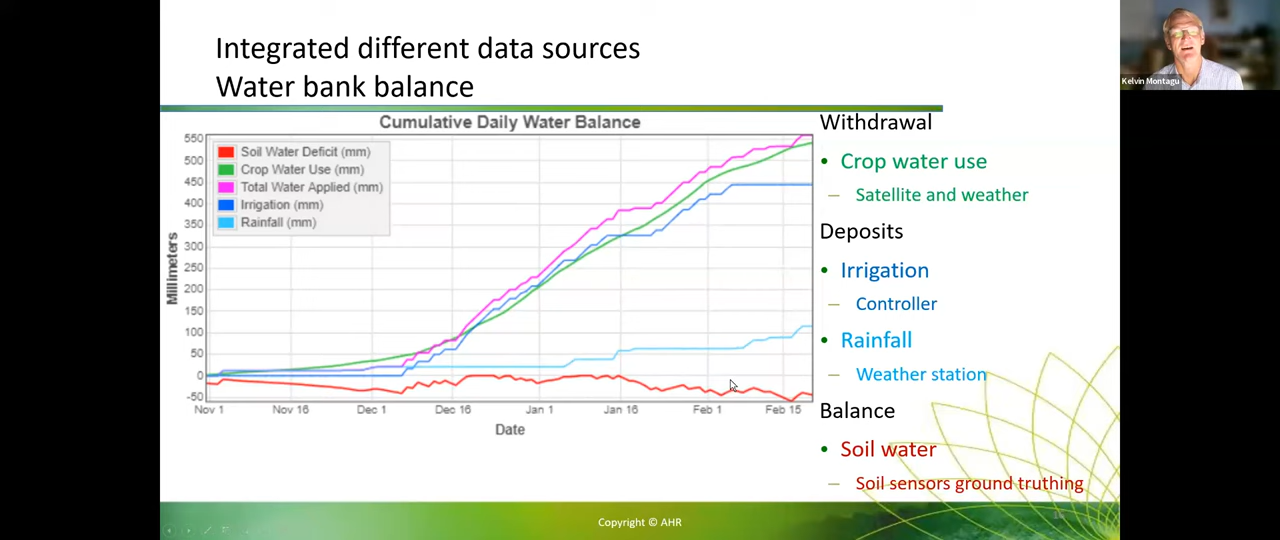 Integrated different data sources
Water bank balance
Kelvin Montagu
Cumulative Daily Water Balance
Soil Water Deficit (mm)
Crop Water Use (mm)
Total Water Applied (mm)
Irrigation (mm)
Rainfall (mm)
Millimeters
550
500
450
400
350
300
250
200
150
100
50
0
-50
Nov 1
Nov 16
Dec 1
Dec 16
Jan 1
Jan 16
Feb 1
Feb 15
Date
Withdrawal
• Crop water use
– Satellite and weather
Deposits
• Irrigation
– Controller
• Rainfall
– Weather station
Balance
• Soil water
– Soil sensors ground truthing
Copyright © AHR